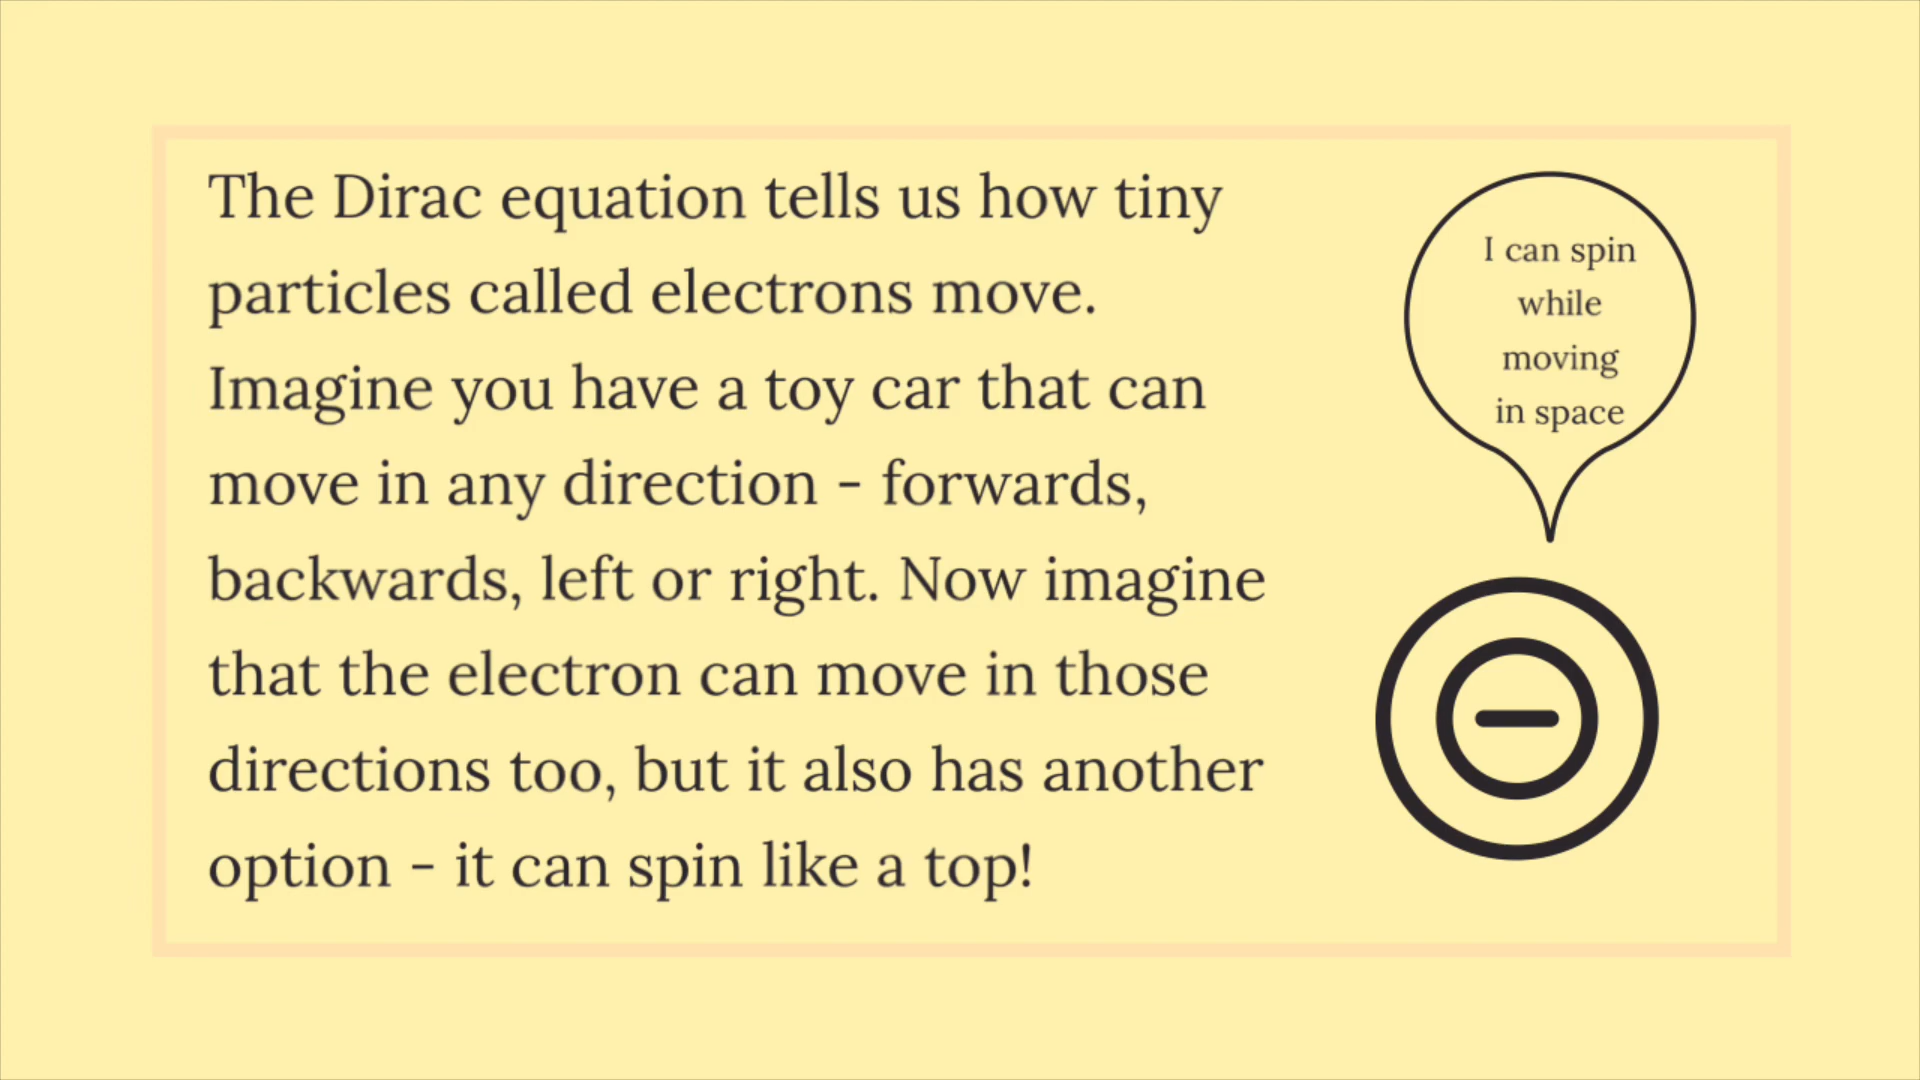 The Dirac equation tells us how tiny
particles called electrons move.
Imagine you have a toy car that can
move in any direction - forwards,
backwards, left or right. Now imagine
that the electron can move in those
directions too, but it also has another
option - it can spin like a top!
I can spin
while
moving
in space